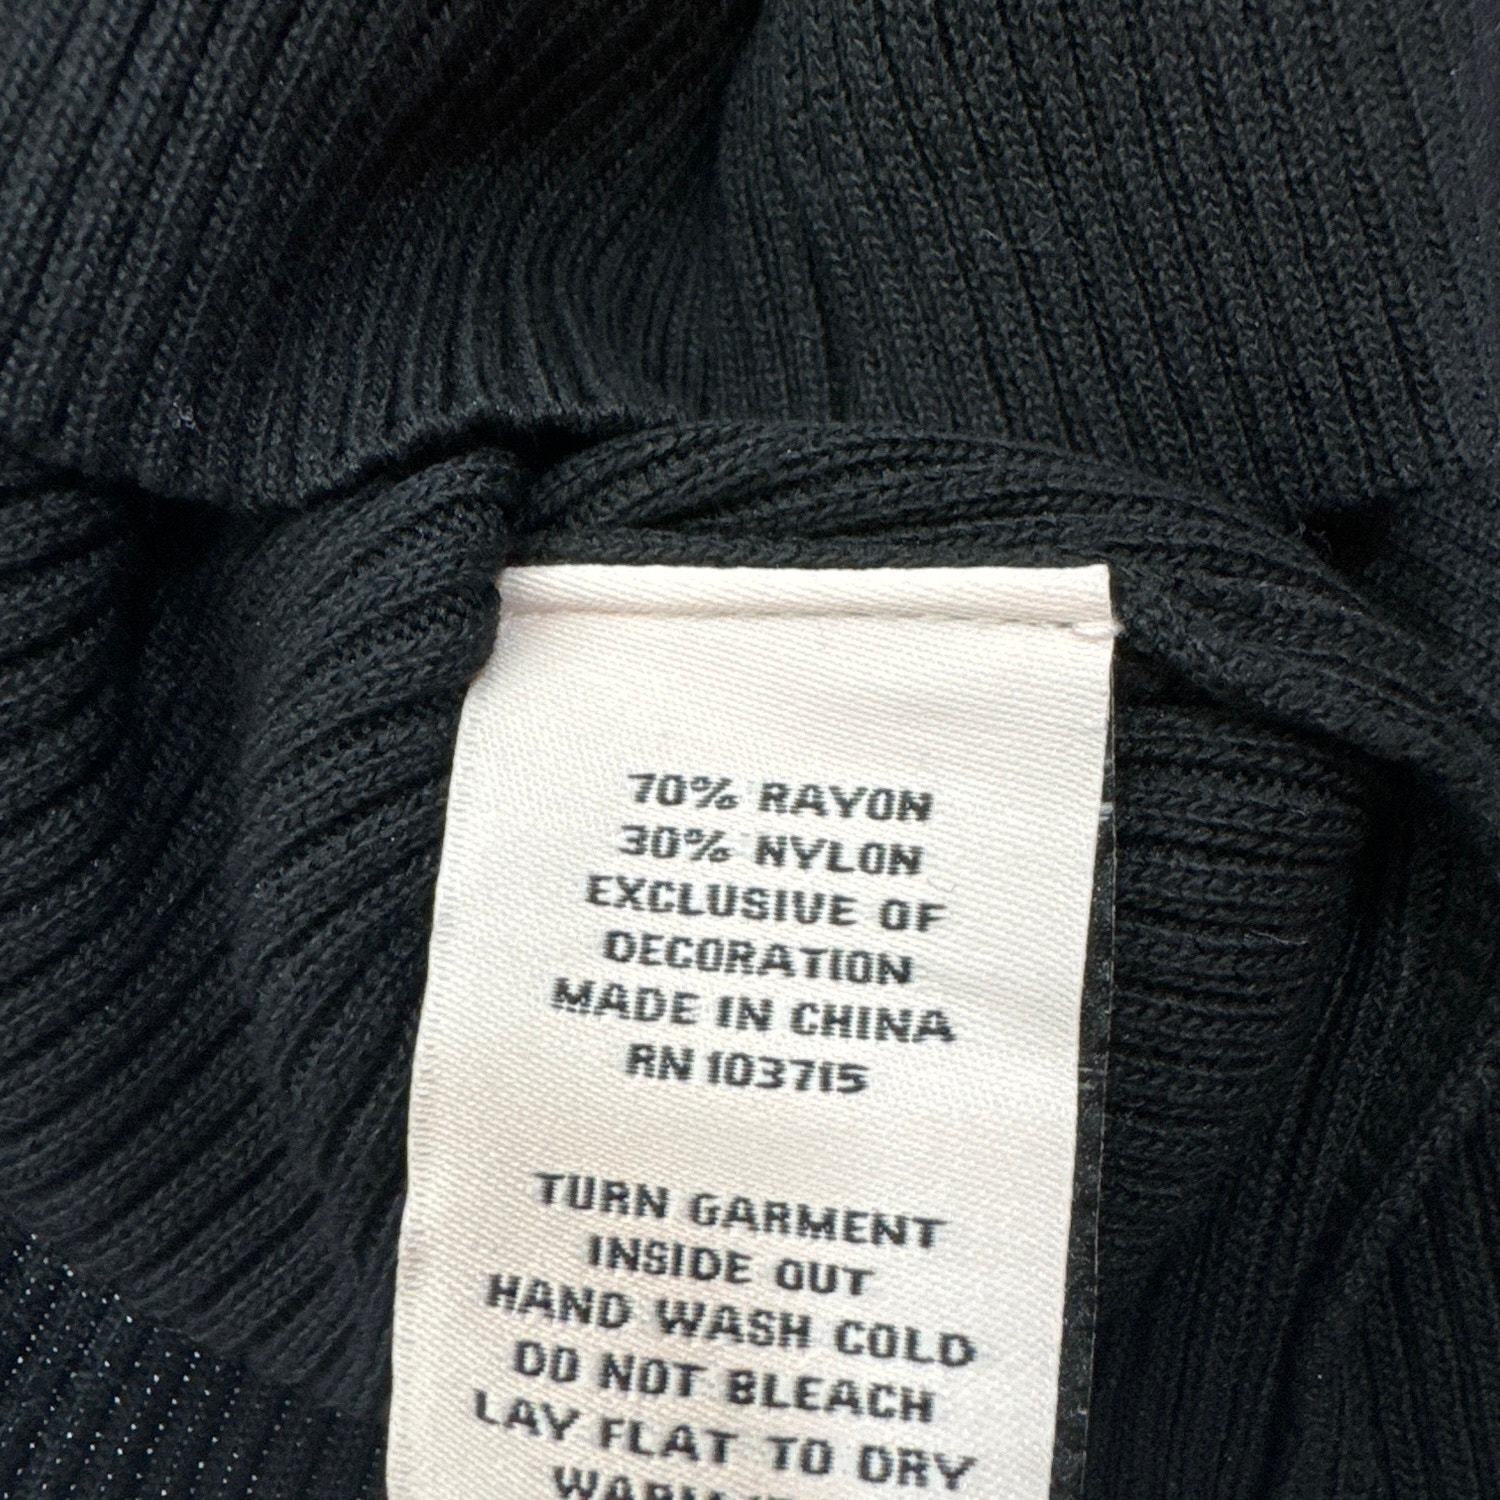 70% RAYON
30% NYLON
EXCLUSIVE OF
DECORATION
MADE IN CHINA
RN 103715
TURN GARMENT
INSIDE OUT
HAND WASH COLD
DO NOT BLEACH
LAY FLAT TO DRY
WARM